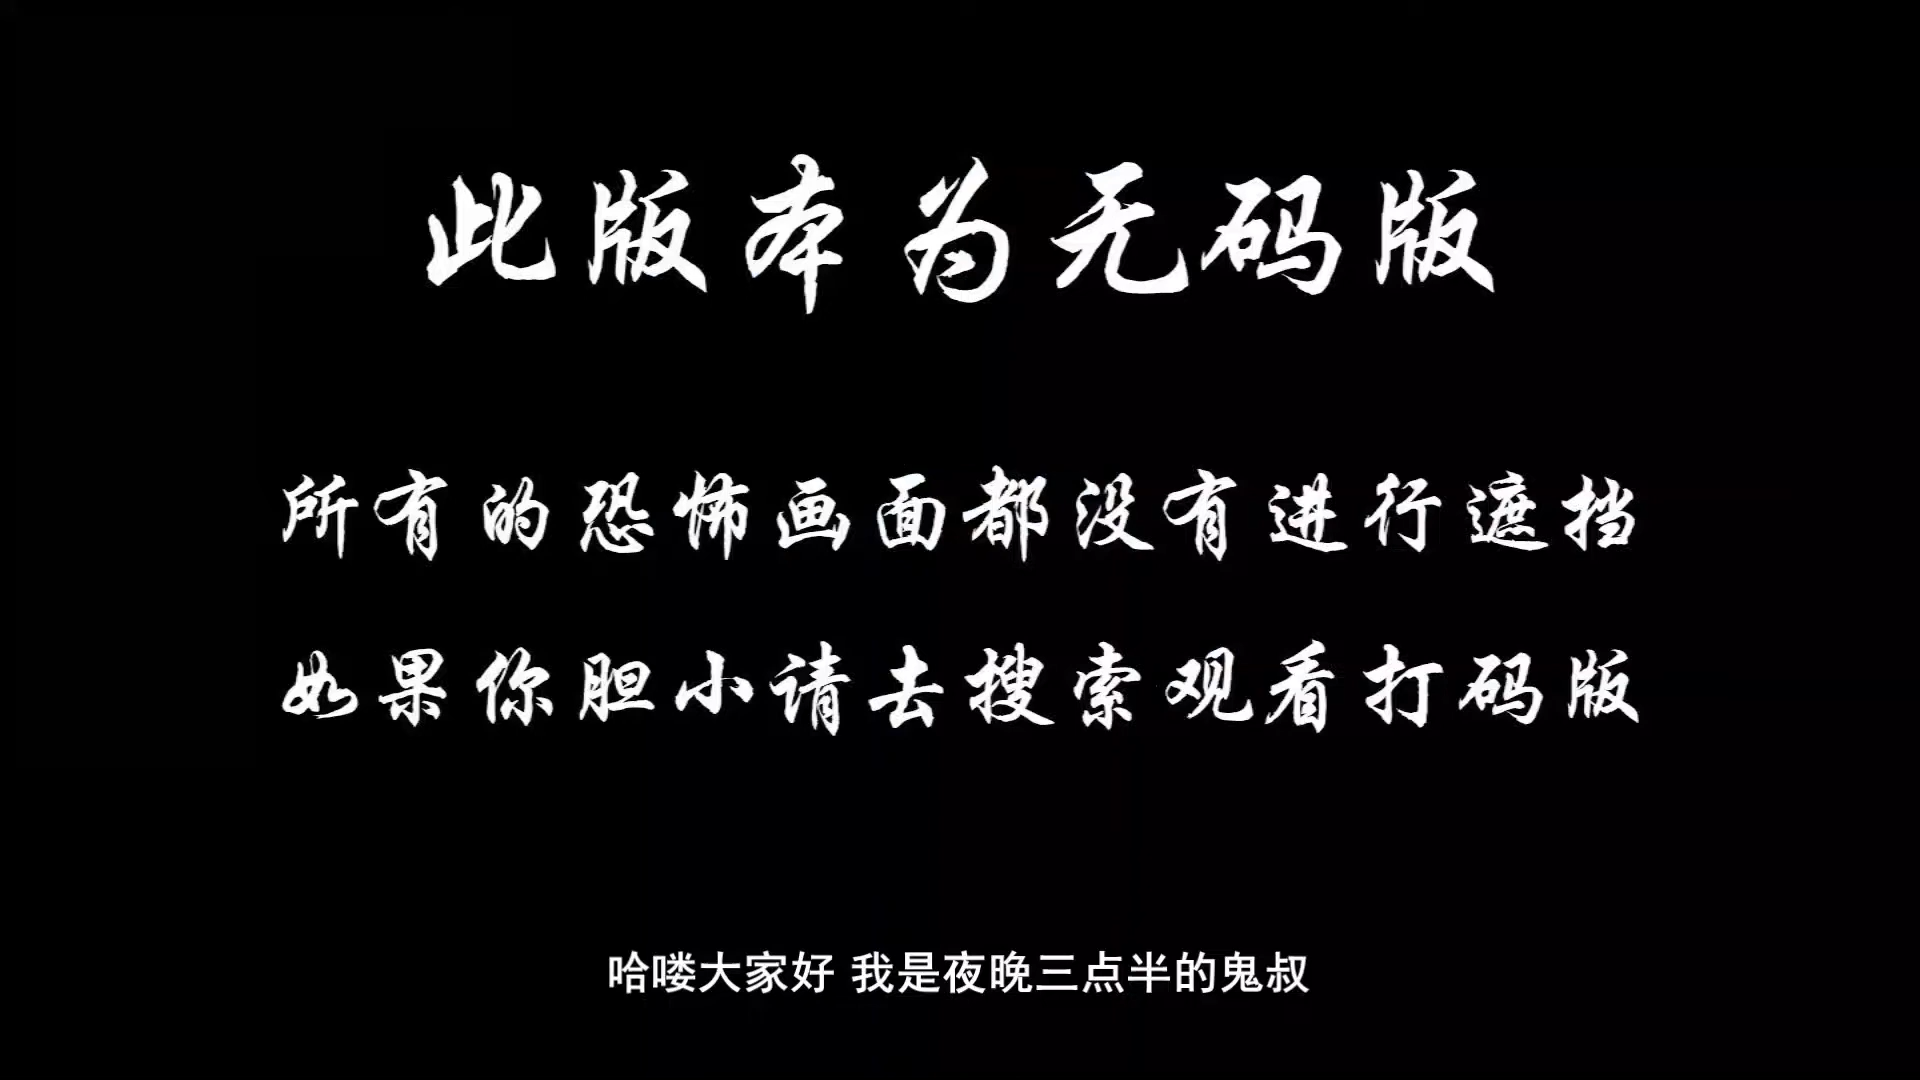 此版本为无码版
所有的恐怖画面都没有进行遮挡
如果你胆小请去搜索观看打码版
哈喽大家好 我是夜晚三点半的鬼叔